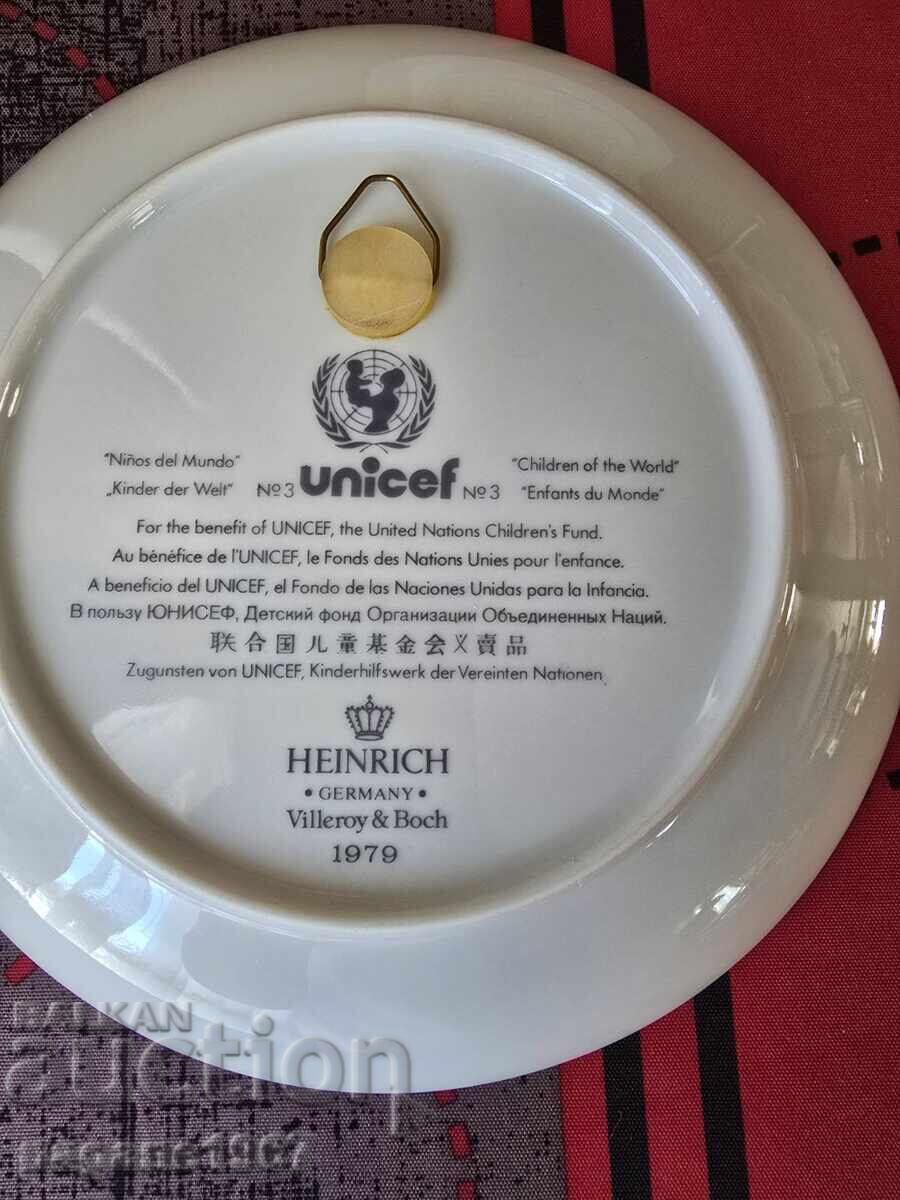 "Niños del Mundo" "Children of the World"
„Kinder der Welt" Nº3 unicef Nº3 "Enfants du Monde"
For the benefit of UNICEF, the United Nations Children's Fund.
Au bénéfice de l'UNICEF, le Fonds des Nations Unies pour l'enfance.
A beneficio del UNICEF, el Fondo de las Naciones Unidas para la Infancia.
В пользу ЮНИСЕФ, Детский фонд Организации Объединенных Наций.
联合国儿童基金会义賣品
Zugunsten von UNICEF, Kinderhilfswerk der Vereinten Nationen
HEINRICH
• GERMANY •
Villeroy & Boch
1979
BALKAN
auction